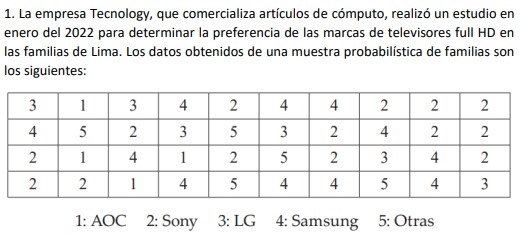 1. La empresa Tecnology, que comercializa artículos de cómputo, realizó un estudio en
enero del 2022 para determinar la preferencia de las marcas de televisores full HD en
las familias de Lima. Los datos obtenidos de una muestra probabilística de familias son
los siguientes:
3 1 3 4 2 4 4 2 2 2
4 5 2 3 5 3 2 4 2 2
2 1 4 1 2 5 2 3 4 2
2 2 1 4 5 4 4 5 4 3
1: AOC 2: Sony 3: LG 4: Samsung 5: Otras